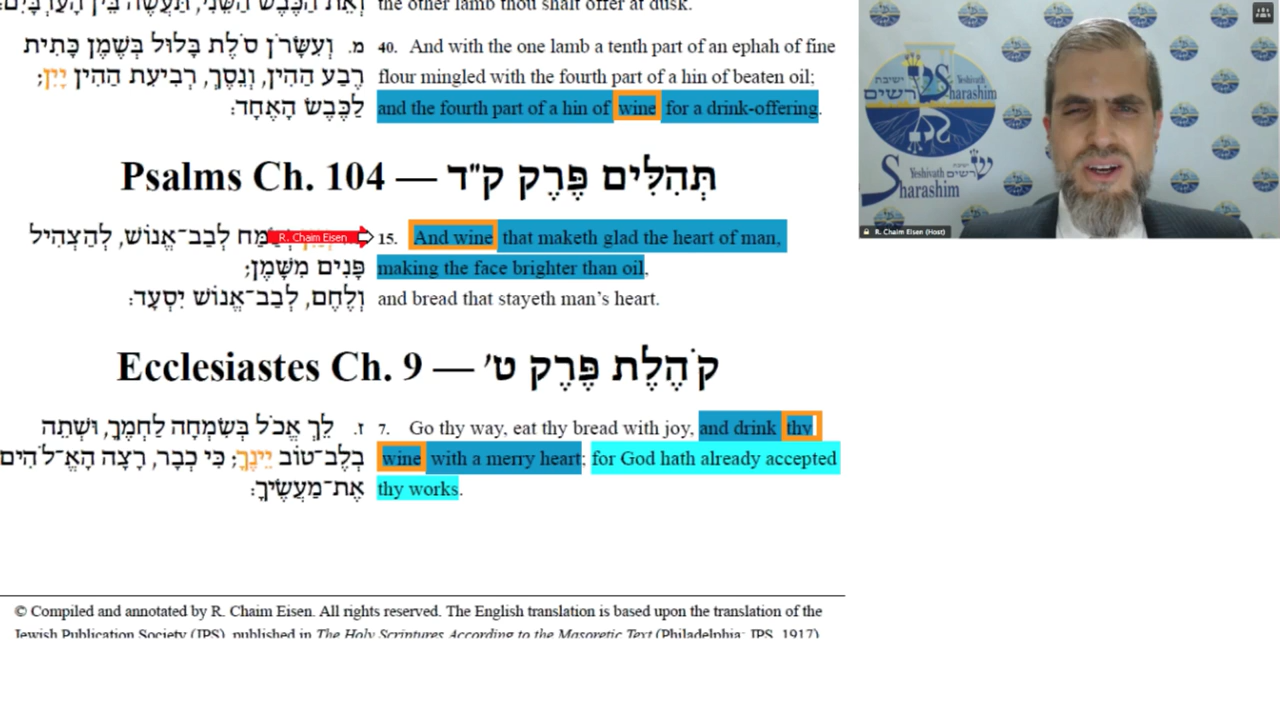 וְאֵת הַכֶּבֶשׂ הַשֵּׁנִי, תַּעֲשֶׂה בֵּין הָעַרְבָּיִם:
the other lamb thou shalt offer at dusk.
מ. וְעִשָּׂרֹן סֹלֶת בָּלוּל בְּשֶׁמֶן כָּתִית
רֶבַע הַהִין, וְנֵסֶךְ, רְבִיעִת הַהִין יָיִן;
לַכֶּבֶשׂ הָאֶחָד:
40. And with the one lamb a tenth part of an ephah of fine
flour mingled with the fourth part of a hin of beaten oil;
and the fourth part of a hin of wine for a drink-offering.
Psalms Ch. 104 — תְּהִלִּים פֶּרֶק ק"ד
לְבַב־אֱנוֹשׁ, לְהַצְהִיל
פָּנִים מִשָּׁמֶן;
וְלֶחֶם, לְבַב־אֱנוֹשׁ יִסְעָד:
R. Chaim Eisen
15. And wine that maketh glad the heart of man,
making the face brighter than oil,
and bread that stayeth man's heart.
Ecclesiastes Ch. 9 — קֹהֶלֶת פֶּרֶק ט'
ז. לֵךְ אֱכֹל בְּשִׂמְחָה לַחְמֶךָ, וּשְׁתֵה
בְלֶב־טוֹב יֵינֶךָ; כִּי כְבָר, רָצָה הָאֱ־לֹהִים
אֶת־מַעֲשֶׂיךָ:
7. Go thy way, eat thy bread with joy, and drink thy
wine with a merry heart; for God hath already accepted
thy works.
© Compiled and annotated by R. Chaim Eisen. All rights reserved. The English translation is based upon the translation of the
Jewish Publication Society (JPS), published in The Holy Scriptures According to the Masoretic Text (Philadelphia: JPS, 1917).
ישיבת
שרשים
Yeshivath
Sharashim
Yeshivath ישיבת
שרשים
Sharashim
R. Chaim Eisen (Host)